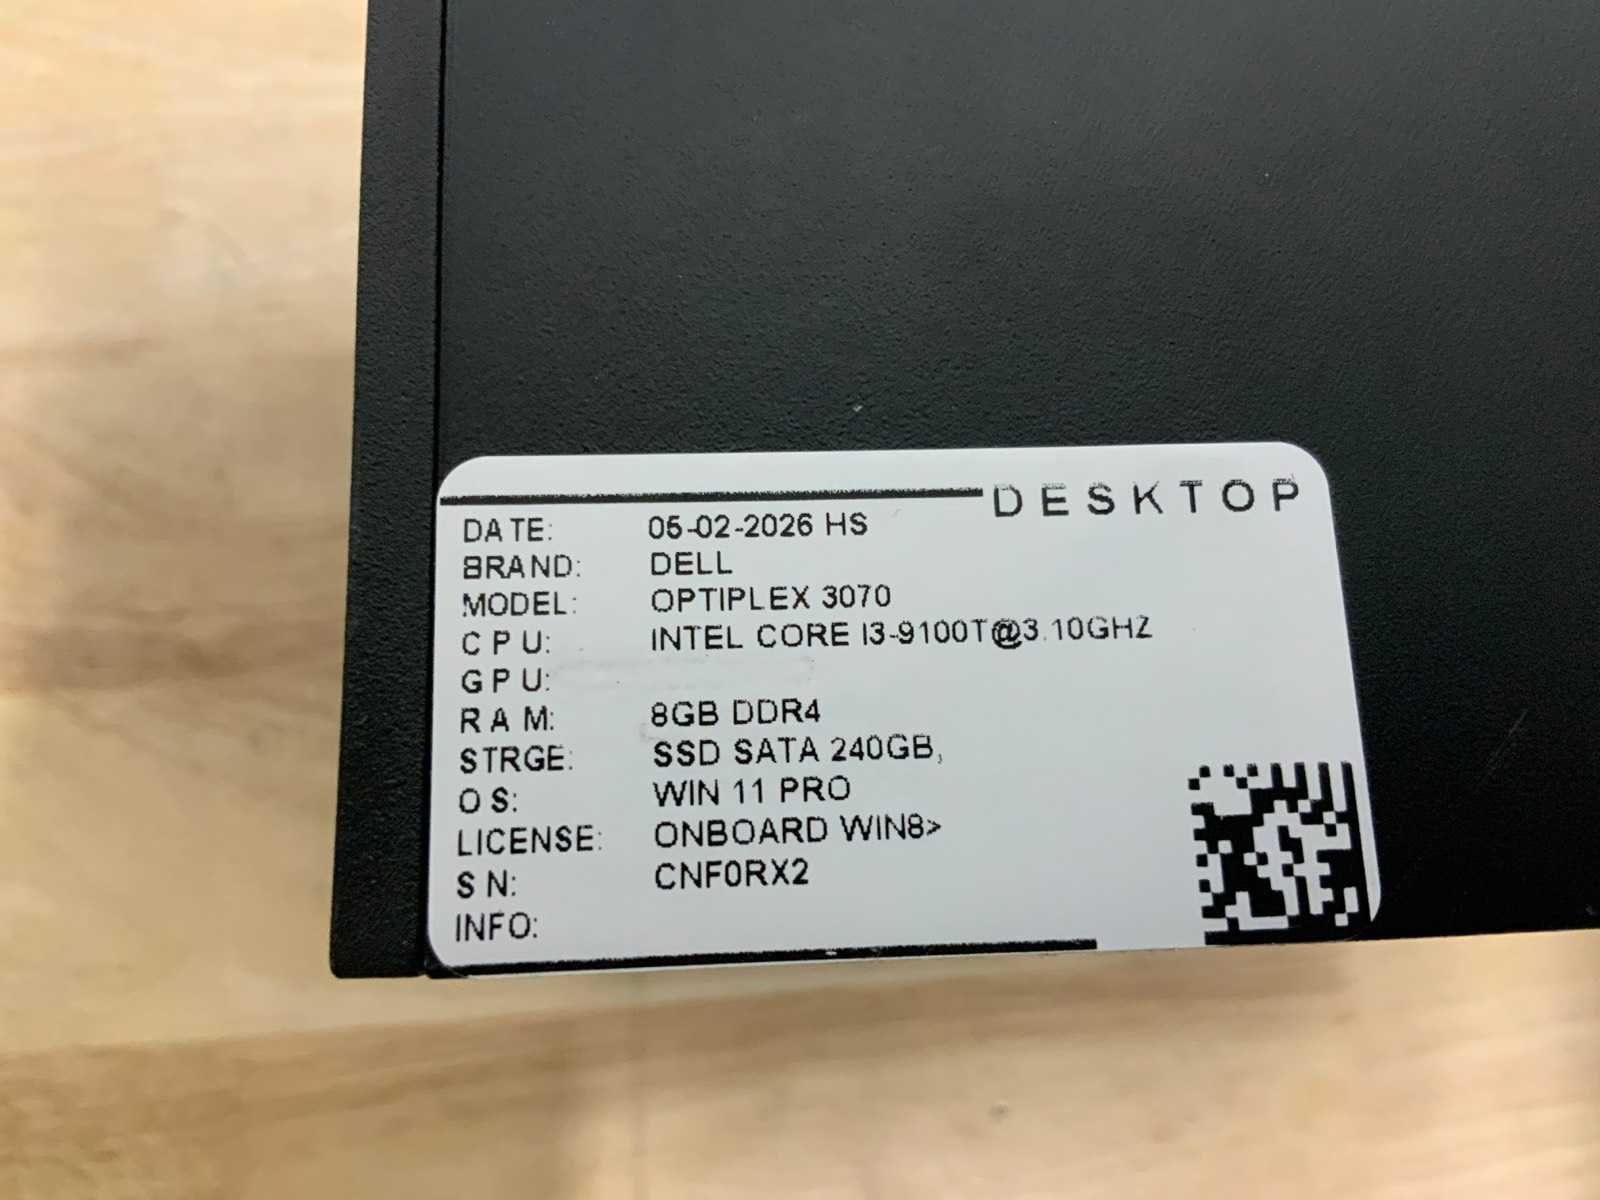 DESKTOP
DATE: 05-02-2026 HS
BRAND: DELL
MODEL: OPTIPLEX 3070
CPU: INTEL CORE I3-9100T@3.10GHZ
GPU:
RAM: 8GB DDR4
STRGE: SSD SATA 240GB,
OS: WIN 11 PRO
LICENSE: ONBOARD WIN8>
SN: CNF0RX2
INFO: